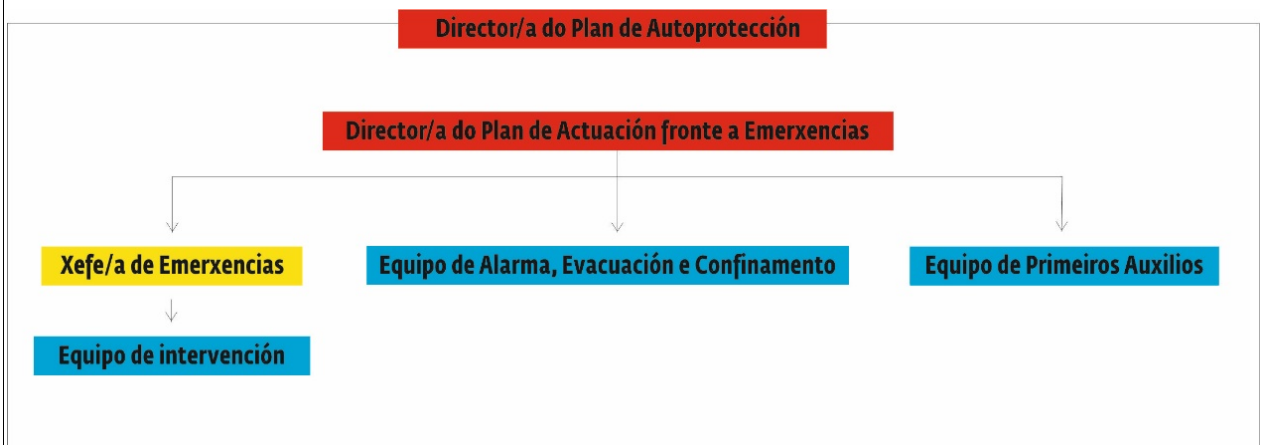 Director/a do Plan de Autoprotección
Director/a do Plan de Actuación fronte a Emerxencias
Xefe/a de Emerxencias
Equipo de Alarma, Evacuación e Confinamento
Equipo de Primeiros Auxilios
Equipo de intervención